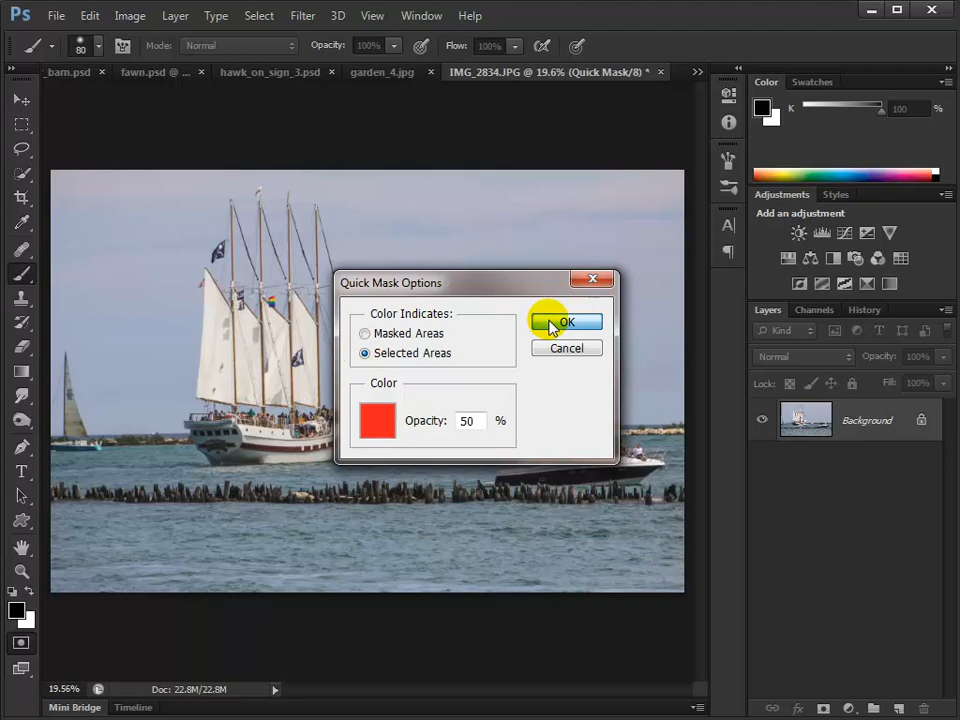 Ps File Edit Image Layer Type Select Filter 3D View Window Help
80 Mode: Normal Opacity: 100% Flow: 100%
_barn.psd × fawn.psd @ ... × hawk_on_sign_3.psd × garden_4.jpg × IMG_2834.JPG @ 19.6% (Quick Mask/8) * ×
Color Swatches
K 100 %
Adjustments Styles
Add an adjustment
Quick Mask Options
Color Indicates:
Masked Areas
Selected Areas
OK
Cancel
Color
Opacity: 50 %
Layers Channels History
Kind
Normal Opacity: 100%
Lock: Fill: 100%
Background
19.56% Doc: 22.8M/22.8M
Mini Bridge Timeline